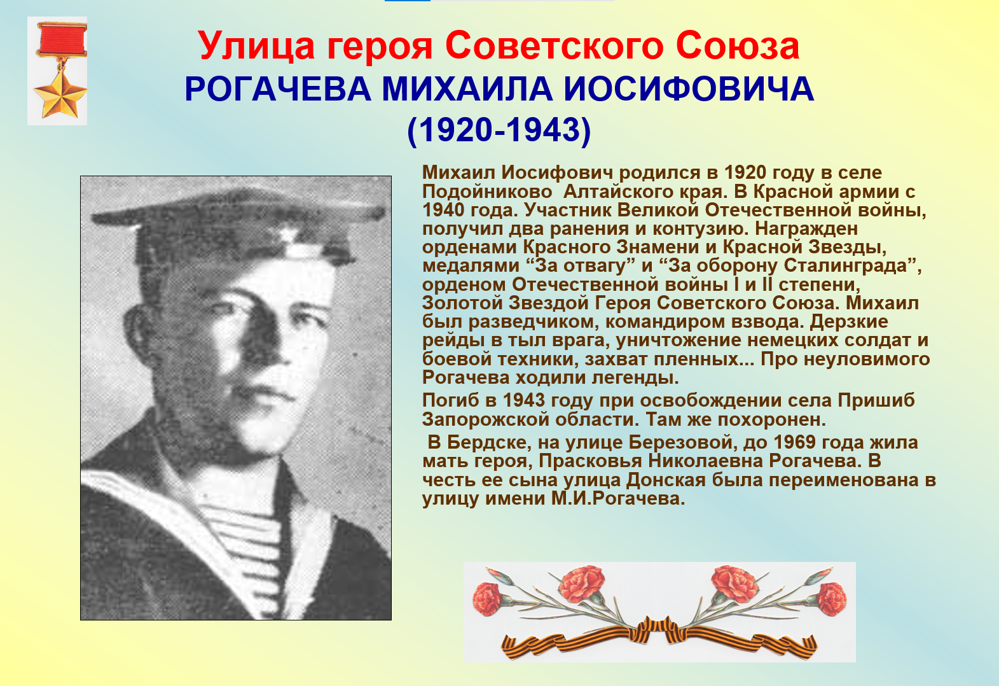 Улица героя Советского Союза
РОГАЧЕВА МИХАИЛА ИОСИФОВИЧА
(1920-1943)
Михаил Иосифович родился в 1920 году в селе
Подойниково  Алтайского края. В Красной армии с
1940 года. Участник Великой Отечественной войны,
получил два ранения и контузию. Награжден
орденами Красного Знамени и Красной Звезды,
медалями “За отвагу” и “За оборону Сталинграда”,
орденом Отечественной войны I и II степени,
Золотой Звездой Героя Советского Союза. Михаил
был разведчиком, командиром взвода. Дерзкие
рейды в тыл врага, уничтожение немецких солдат и
боевой техники, захват пленных... Про неуловимого
Рогачева ходили легенды.
Погиб в 1943 году при освобождении села Пришиб
Запорожской области. Там же похоронен.
В Бердске, на улице Березовой, до 1969 года жила
мать героя, Прасковья Николаевна Рогачева. В
честь ее сына улица Донская была переименована в
улицу имени М.И.Рогачева.